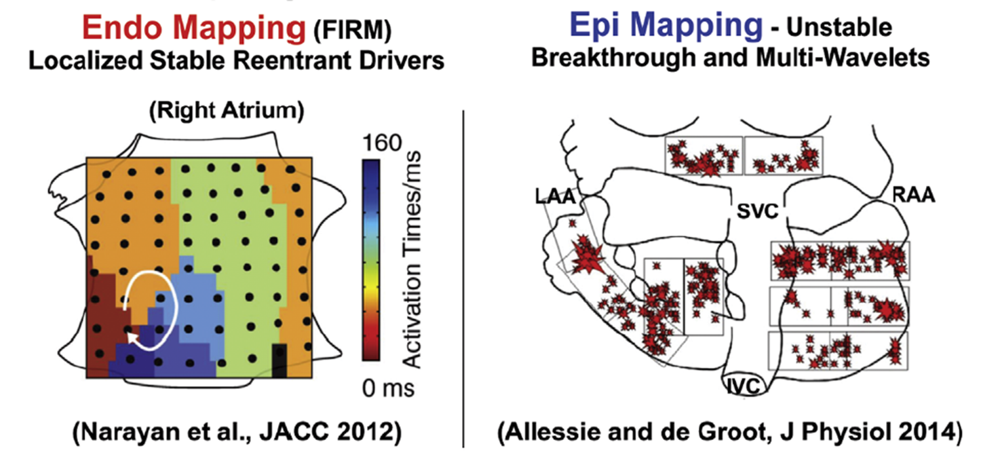 Endo Mapping (FIRM)
Localized Stable Reentrant Drivers
(Right Atrium)
160
Activation Times/ms
0 ms
(Narayan et al., JACC 2012)
Epi Mapping - Unstable
Breakthrough and Multi-Wavelets
LAA
SVC
RAA
IVC
(Allessie and de Groot, J Physiol 2014)